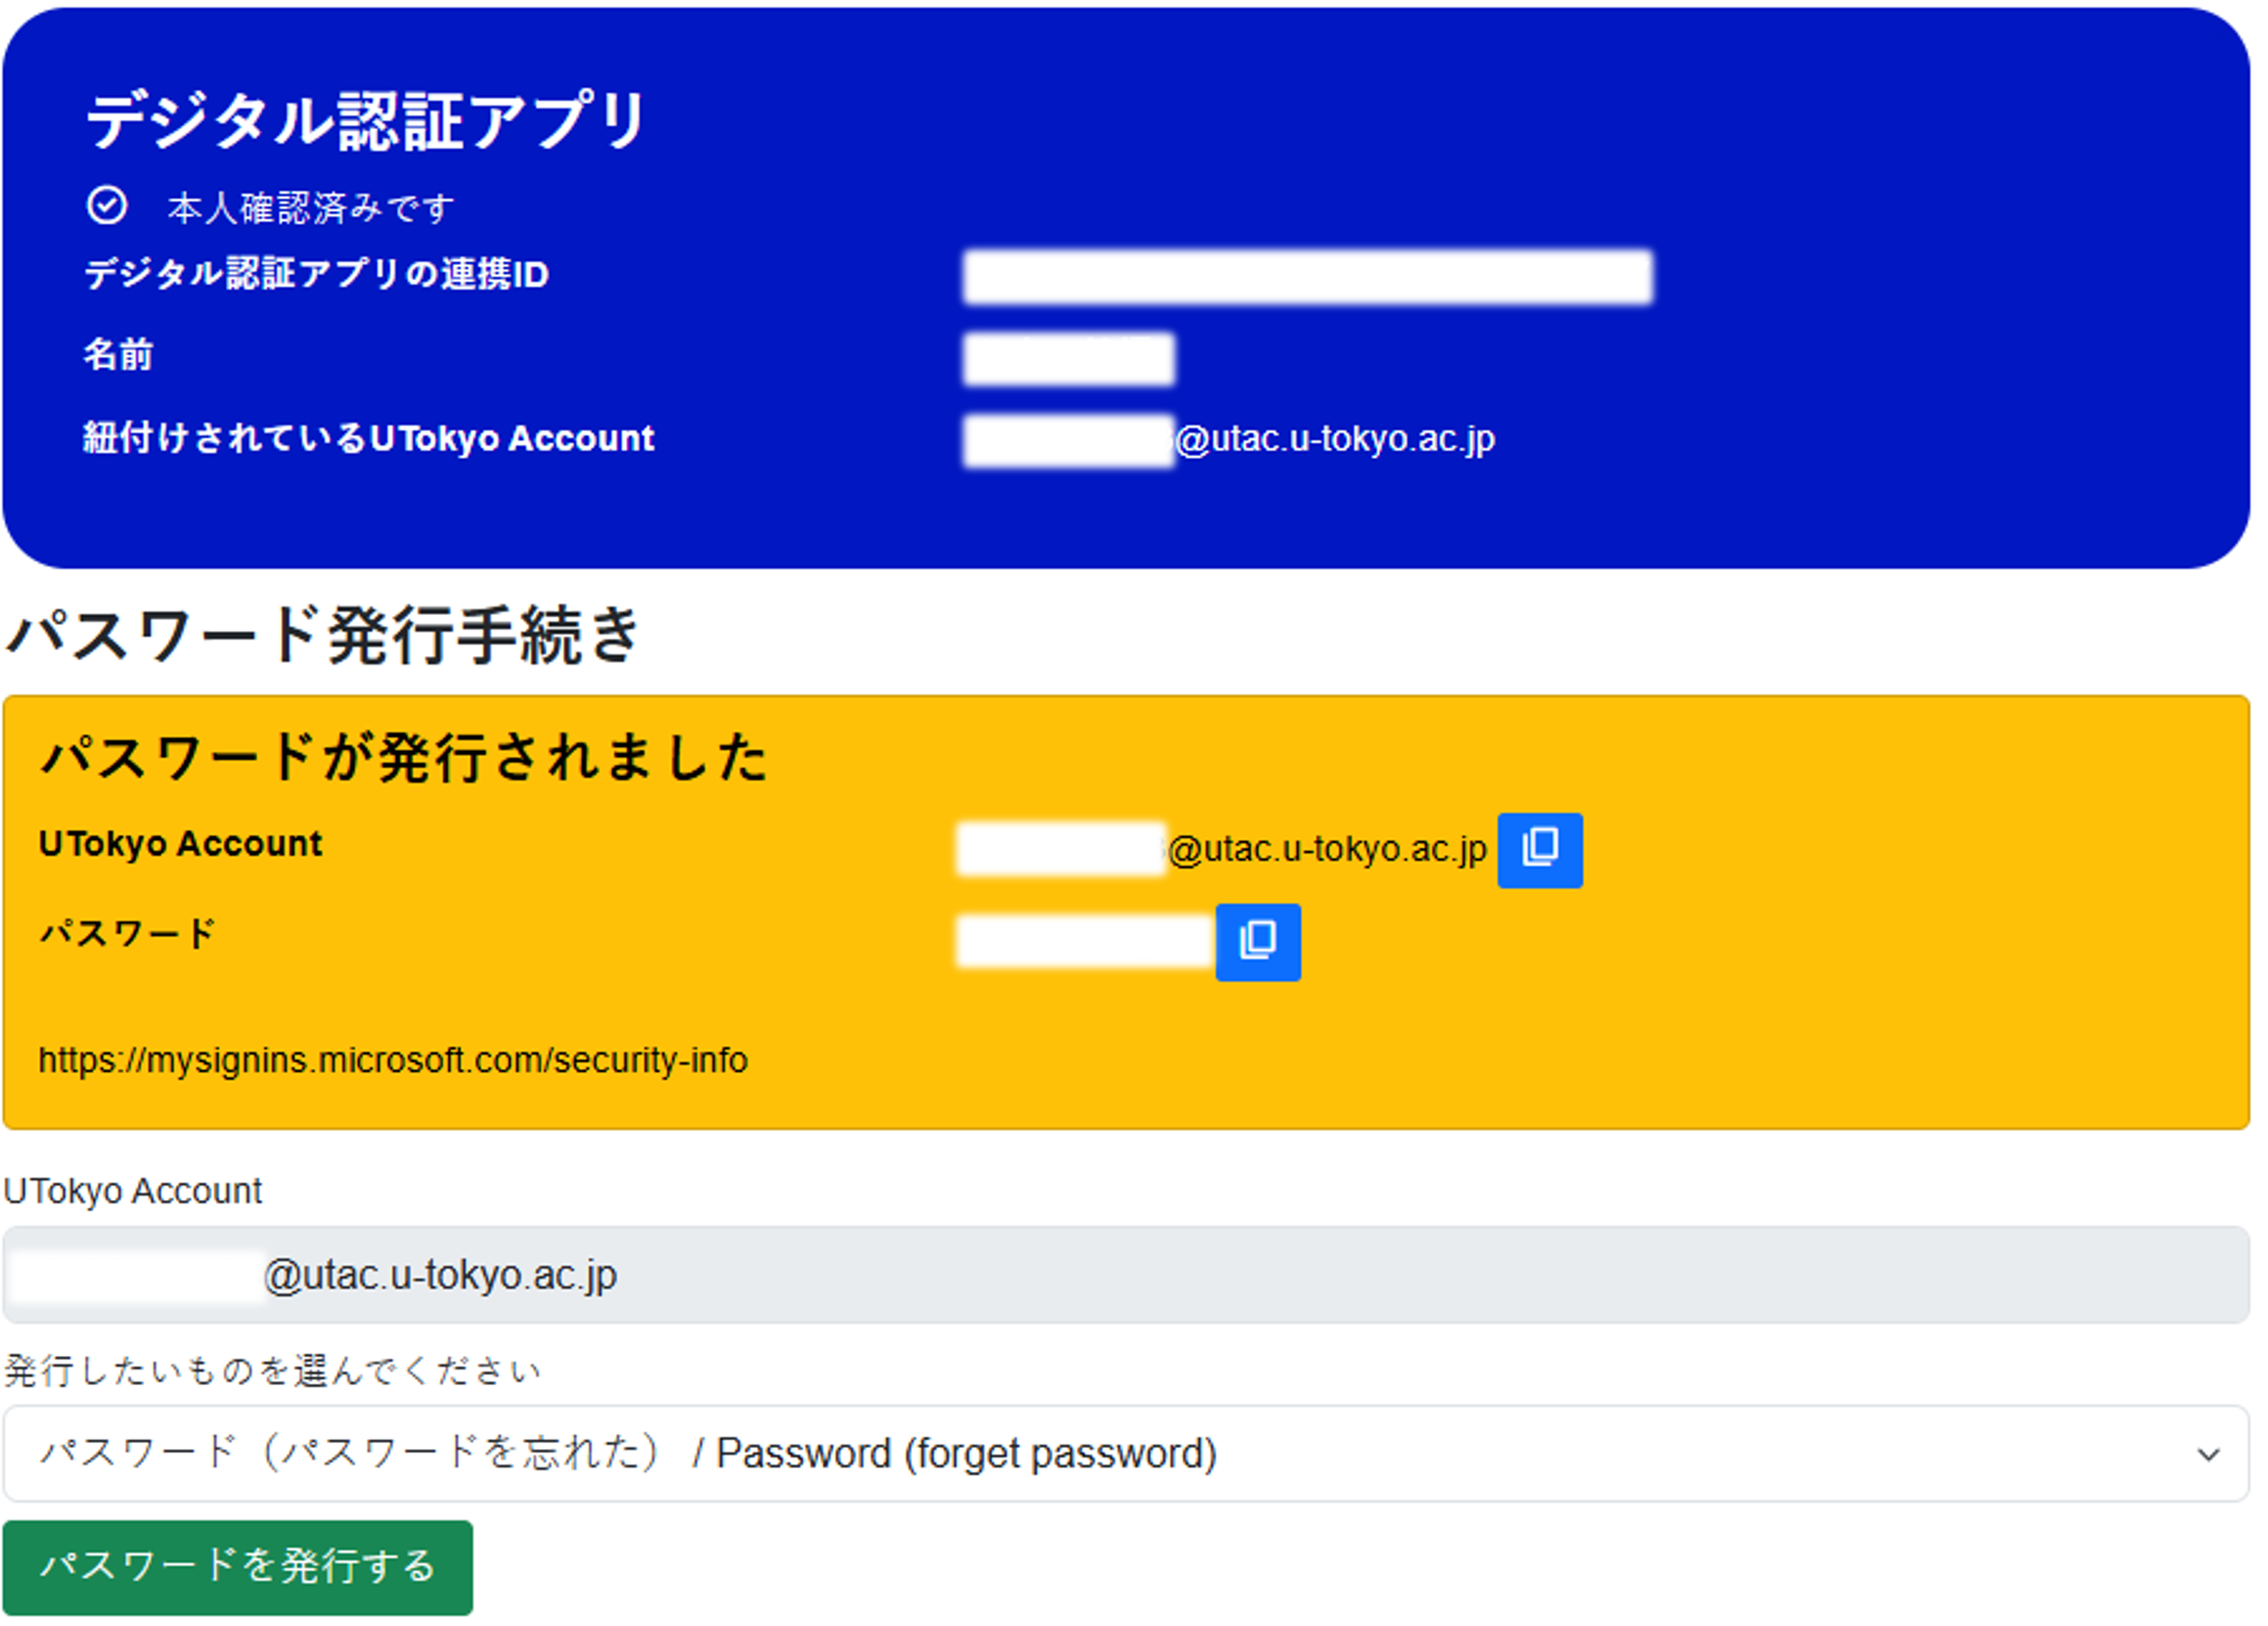 デジタル認証アプリ
本人確認済みです
デジタル認証アプリの連携ID
名前
紐付けされているUTokyo Account @utac.u-tokyo.ac.jp
パスワード発行手続き
パスワードが発行されました
UTokyo Account @utac.u-tokyo.ac.jp
パスワード
https://mysignins.microsoft.com/security-info
UTokyo Account
@utac.u-tokyo.ac.jp
発行したいものを選んでください
パスワード（パスワードを忘れた） / Password (forget password)
パスワードを発行する